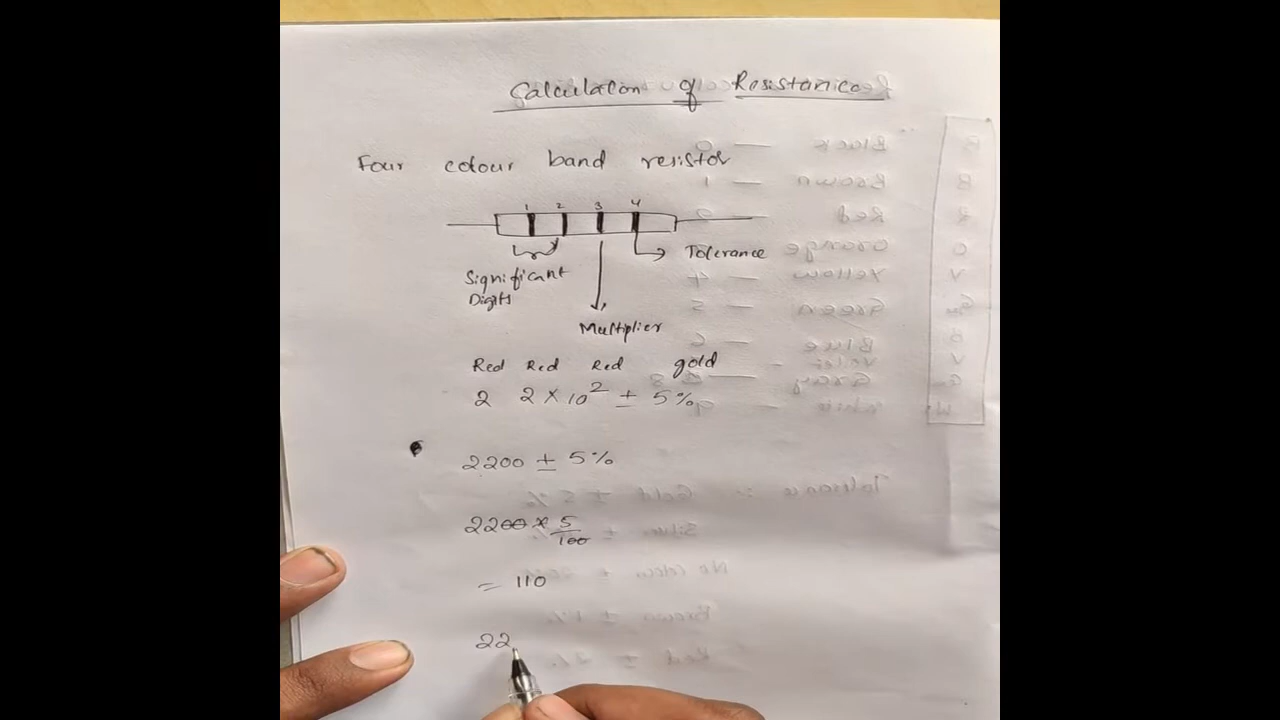 Calculation of Resistance
Four colour band resistor
1 2 3 4
Tolerance
Significant
Digits
Multiplier
Red Red Red gold
2 2 × 10² ± 5%
2200 ± 5%
2200 × 5/100
= 110
22